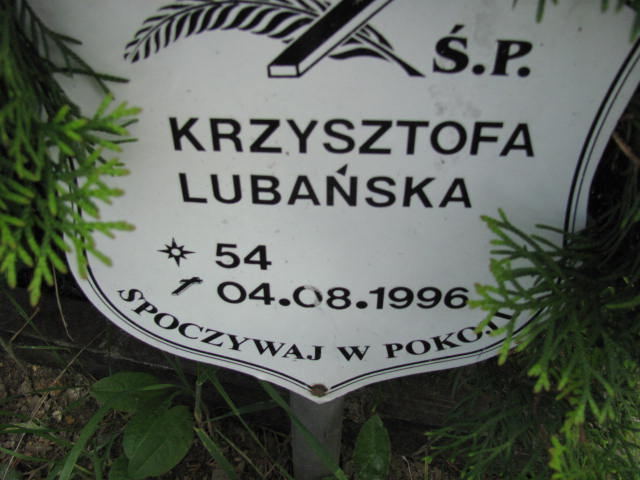 Ś.P.
KRZYSZTOFA
LUBAŃSKA
54
04.08.1996
SPOCZYWAJ W POKOJU